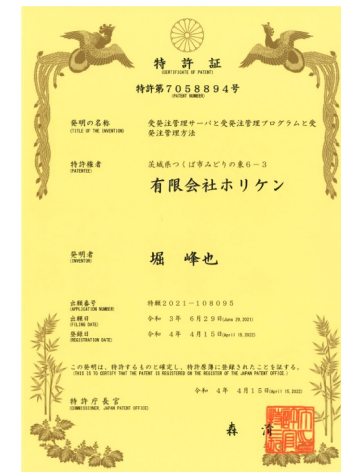 特許証
(CERTIFICATE OF PATENT)
特許第7058894号
(PATENT NUMBER)
発明の名称
(TITLE OF THE INVENTION)
受発注管理サーバと受発注管理プログラムと受
発注管理方法
特許権者
(PATENTEE)
茨城県つくば市みどりの東6-3
有限会社ホリケン
発明者
(INVENTOR)
堀 峰也
出願番号
(APPLICATION NUMBER)
特願2021-108095
出願日
(FILING DATE)
令和 3年 6月29日(June 29,2021)
登録日
(REGISTRATION DATE)
令和 4年 4月15日(April 15,2022)
この発明は、特許するものと確定し、特許原簿に登録されたことを証する。
(THIS IS TO CERTIFY THAT THE PATENT IS REGISTERED ON THE REGISTER OF THE JAPAN PATENT OFFICE.)
令和 4年 4月15日(April 15,2022)
特許庁長官
(COMMISSIONER, JAPAN PATENT OFFICE)
森 清